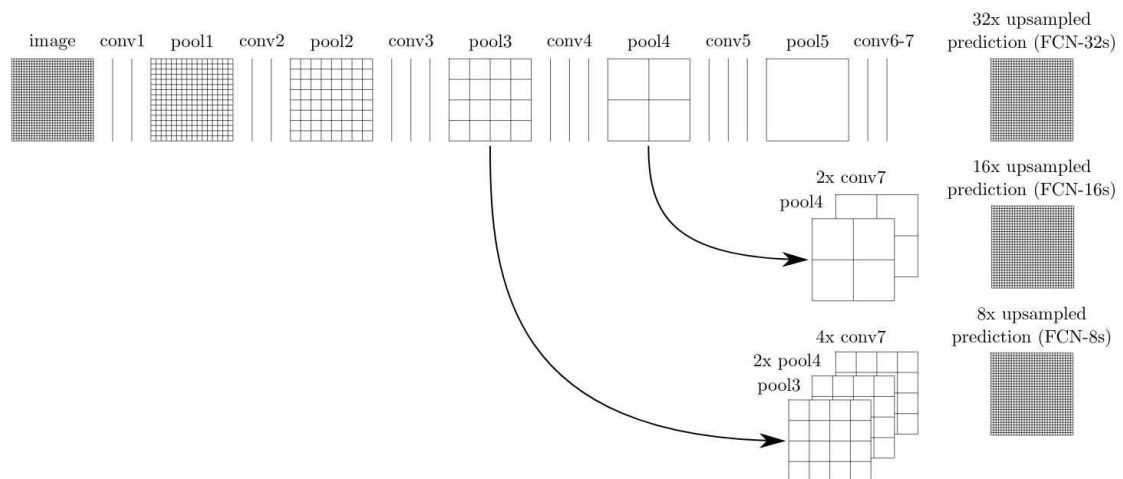 image conv1 pool1 conv2 pool2 conv3 pool3 conv4 pool4 conv5 pool5 conv6-7
32x upsampled
prediction (FCN-32s)
2x conv7
pool4
16x upsampled
prediction (FCN-16s)
4x conv7
2x pool4
pool3
8x upsampled
prediction (FCN-8s)